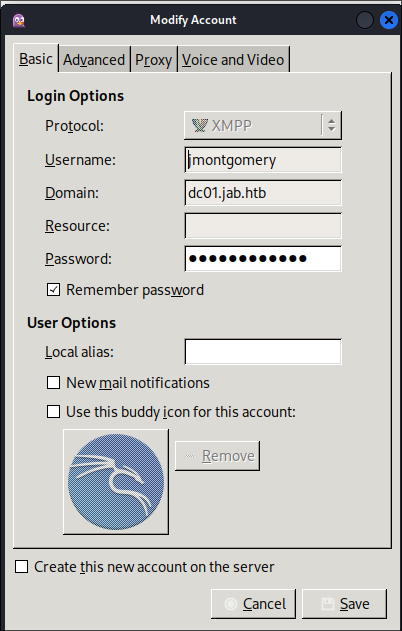 Modify Account
Basic Advanced Proxy Voice and Video
Login Options
Protocol: XMPP
Username: jmontgomery
Domain: dc01.jab.htb
Resource:
Password: ●●●●●●●●●●●●
Remember password
User Options
Local alias:
New mail notifications
Use this buddy icon for this account:
Remove
Create this new account on the server
Cancel Save